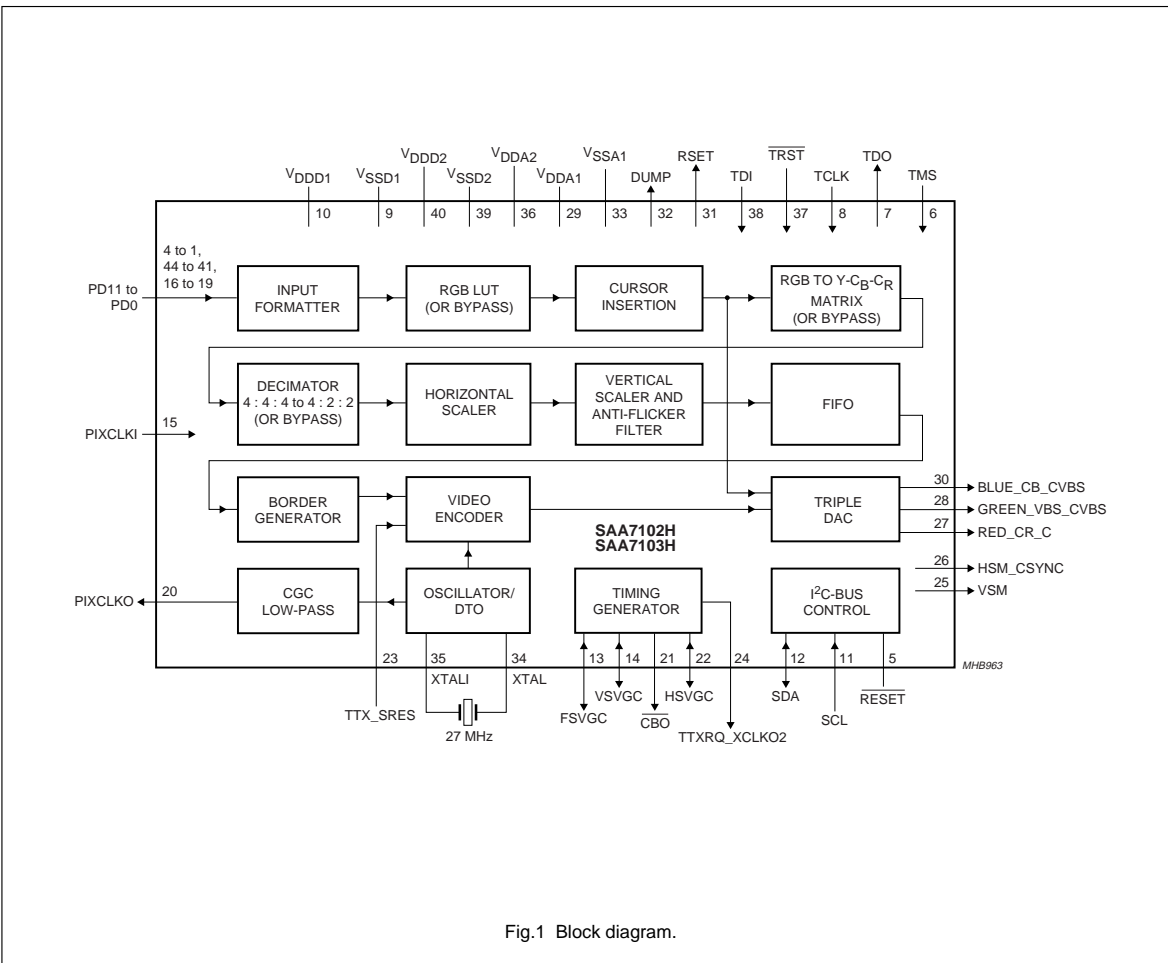 VDDD1 VSSD1 VDDD2 VSSD2 VDDA2 VDDA1 VSSA1 DUMP RSET TDI TRST TCLK TDO TMS
10 9 40 39 36 29 33 32 31 38 37 8 7 6
4 to 1,
44 to 41,
16 to 19
PD11 to
PD0
INPUT
FORMATTER
RGB LUT
(OR BYPASS)
CURSOR
INSERTION
RGB TO Y-CB-CR
MATRIX
(OR BYPASS)
DECIMATOR
4 : 4 : 4 to 4 : 2 : 2
(OR BYPASS)
HORIZONTAL
SCALER
VERTICAL
SCALER AND
ANTI-FLICKER
FILTER
FIFO
PIXCLKI
15
BORDER
GENERATOR
VIDEO
ENCODER
TRIPLE
DAC
30 BLUE_CB_CVBS
28 GREEN_VBS_CVBS
27 RED_CR_C
SAA7102H
SAA7103H
26 HSM_CSYNC
25 VSM
PIXCLKO
20
CGC
LOW-PASS
OSCILLATOR/
DTO
TIMING
GENERATOR
I2C-BUS
CONTROL
23 35 34 13 14 21 22 24 12 11 5
MHB963
XTALI XTAL
TTX_SRES
27 MHz
FSVGC VSVGC CBO HSVGC TTXRQ_XCLKO2
SDA SCL RESET
Fig.1 Block diagram.